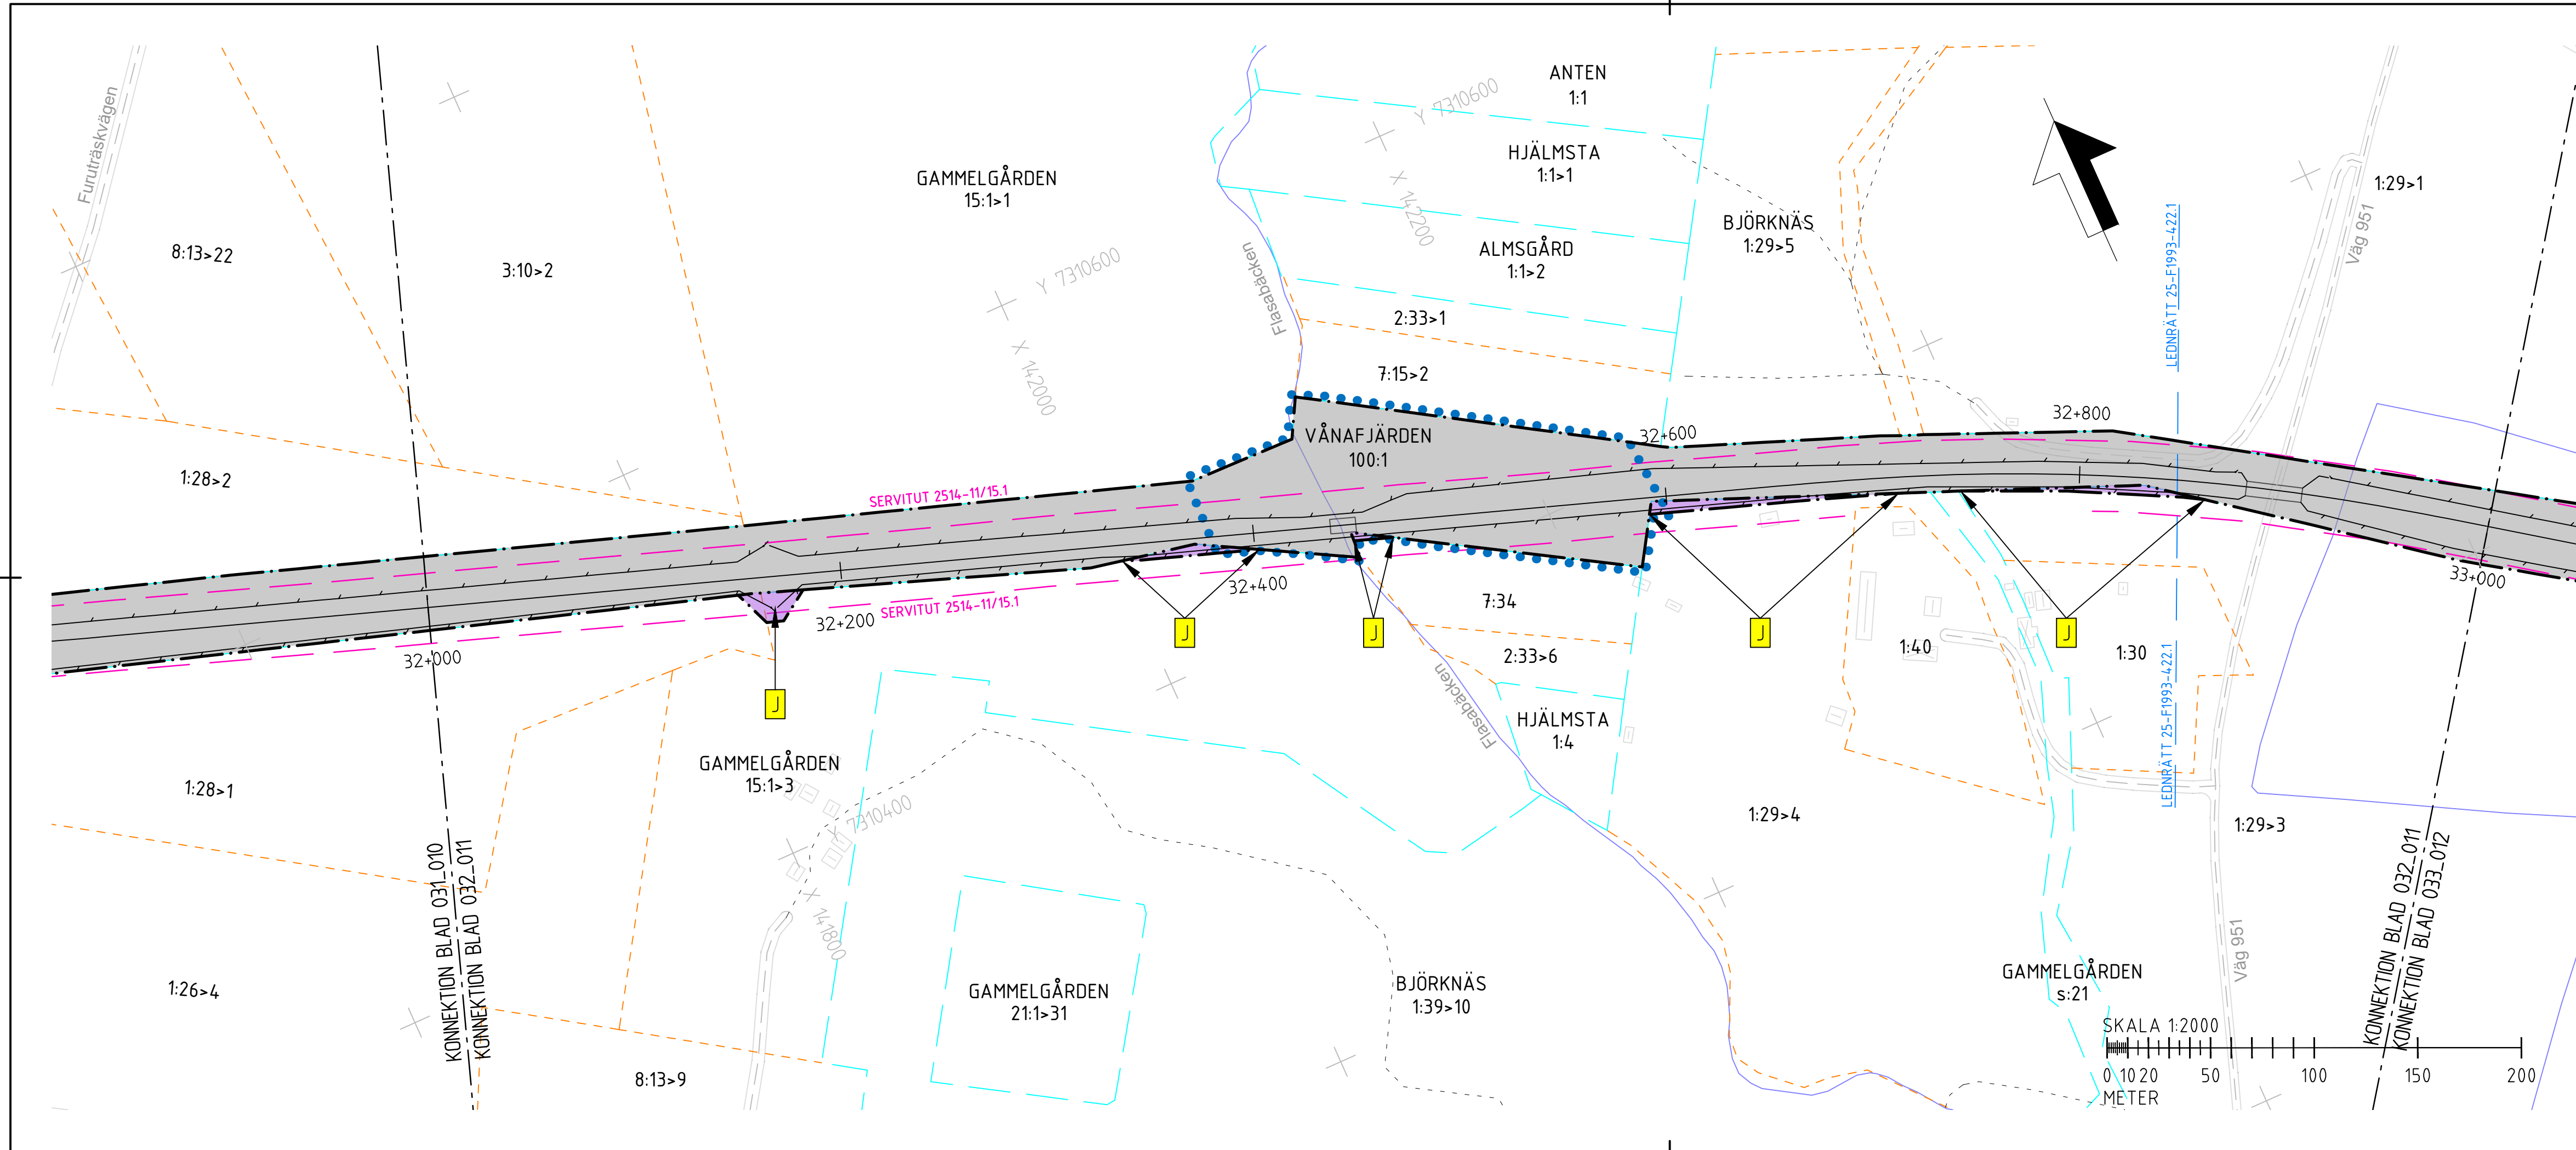 ANTEN
1:1
Y 7310600
Furuträskvägen
HJÄLMSTA
1:1>1
GAMMELGÅRDEN
15:1>1
1:29>1
X 142200
BJÖRKNÄS
1:29>5
Väg 951
8:13>22
3:10>2
Y 7310600
Flasabäcken
ALMSGÅRD
1:1>2
LEDNRÄTT 25-F1993-422.1
2:33>1
X 142000
7:15>2
32+800
VÅNAFJÄRDEN
100:1
32+600
1:28>2
SERVITUT 2514-11/15.1
33+000
32+400
SERVITUT 2514-11/15.1
32+200
7:34
J
J
J
J
32+000
1:40
1:30
2:33>6
J
Flasabäcken
HJÄLMSTA
1:4
LEDNRÄTT 25-F1993-422.1
GAMMELGÅRDEN
15:1>3
1:28>1
Y 7310400
1:29>4
1:29>3
KONNEKTION BLAD 031_010
KONNEKTION BLAD 032_011
X 141800
KONNEKTION BLAD 032_011
KONNEKTION BLAD 033_012
Väg 951
1:26>4
GAMMELGÅRDEN
21:1>31
BJÖRKNÄS
1:39>10
GAMMELGÅRDEN
s:21
SKALA 1:2000
0 10 20 50 100 150 200
METER
8:13>9